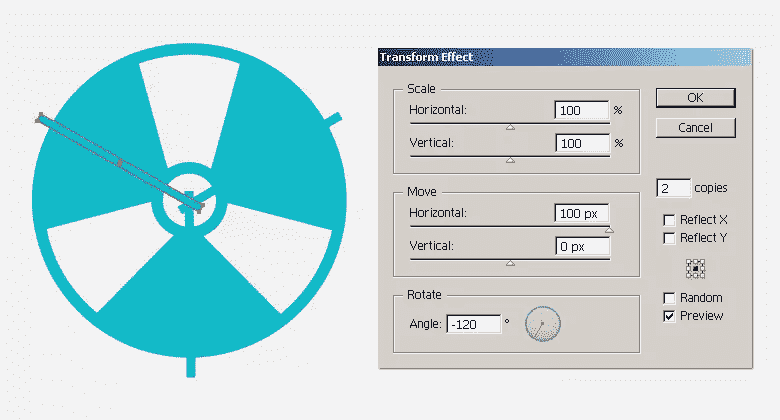 Transform Effect
Scale
Horizontal: 100 %
Vertical: 100 %
Move
Horizontal: 100 px
Vertical: 0 px
Rotate
Angle: -120 °
OK
Cancel
2 copies
Reflect X
Reflect Y
Random
Preview